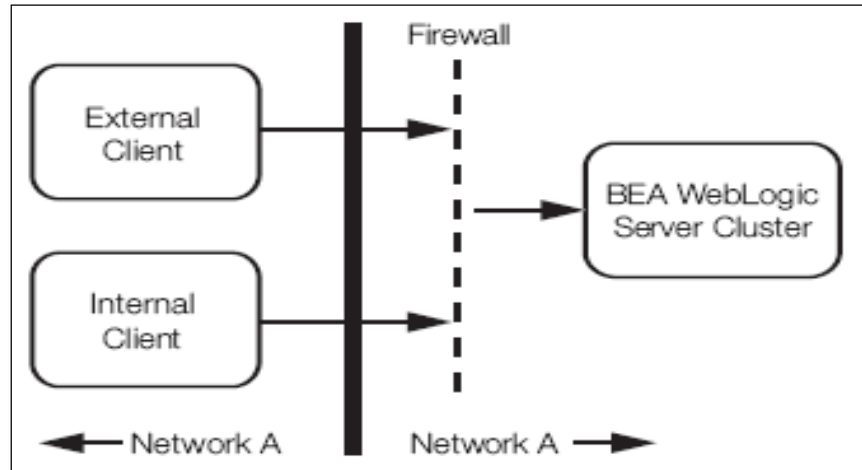 Firewall
External
Client
BEA WebLogic
Server Cluster
Internal
Client
Network A
Network A